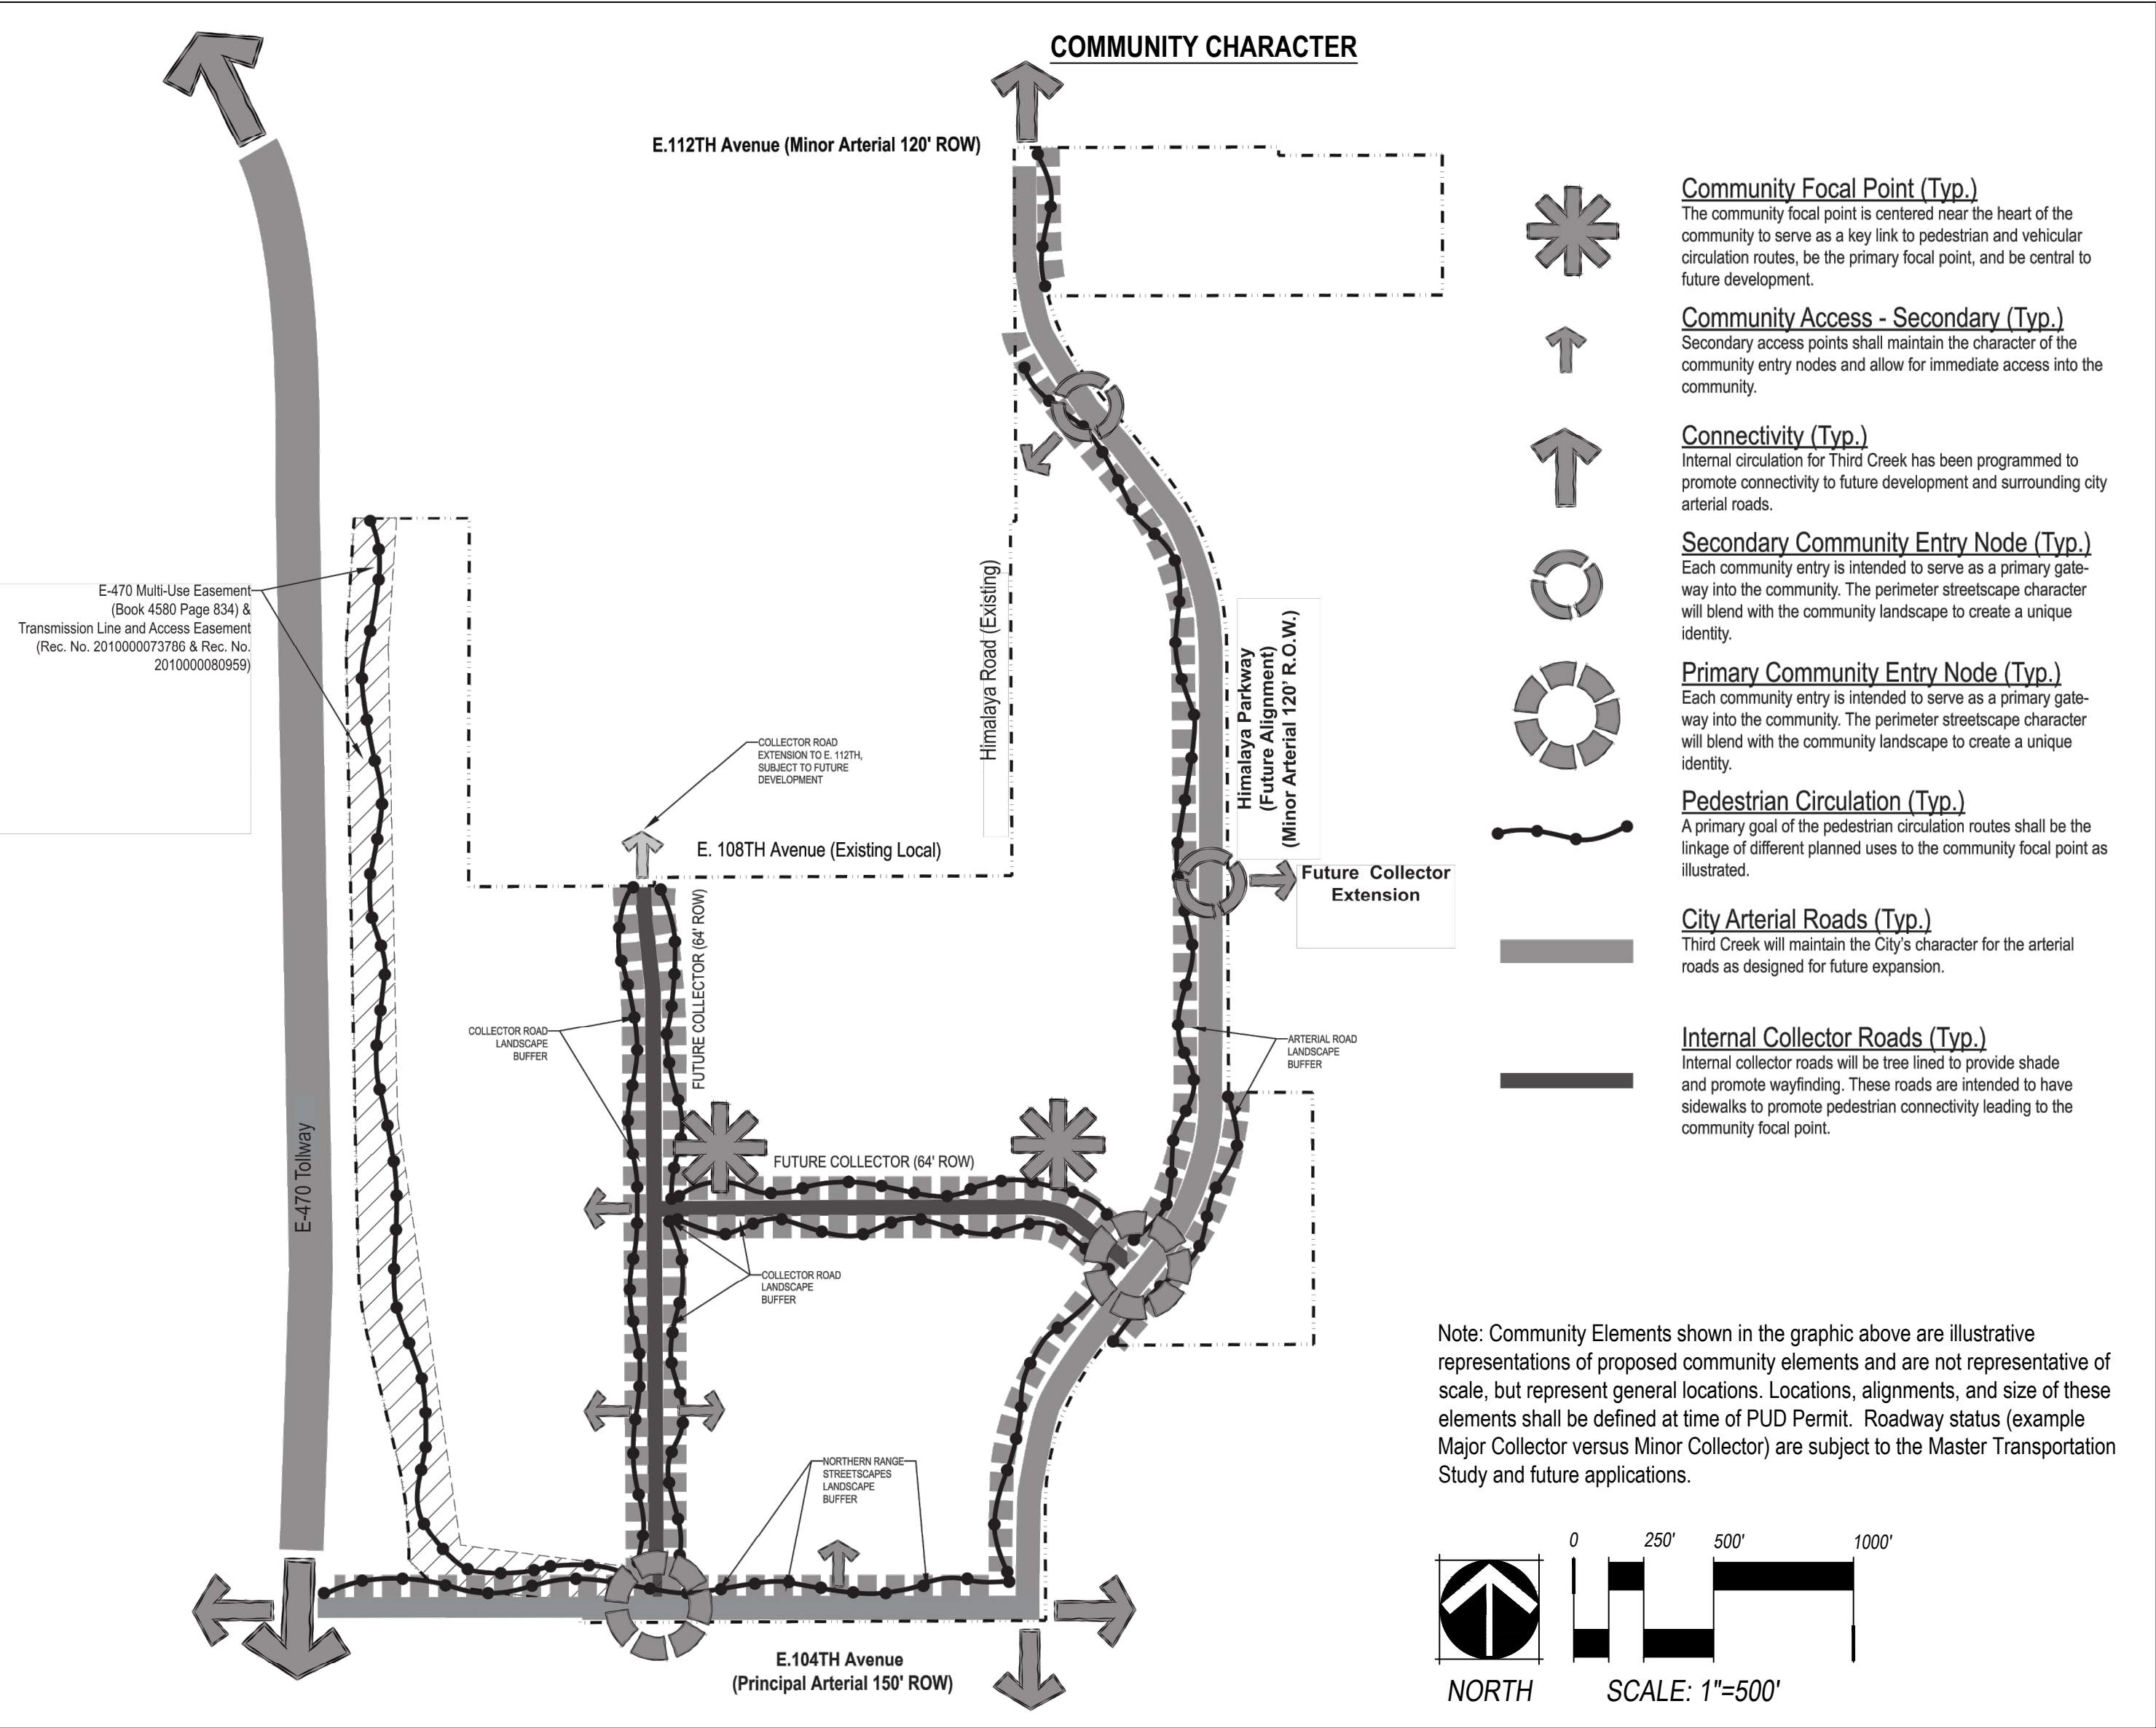 COMMUNITY CHARACTER
E.112TH Avenue (Minor Arterial 120' ROW)
E-470 Multi-Use Easement
(Book 4580 Page 834) &
Transmission Line and Access Easement
(Rec. No. 2010000073786 & Rec. No.
2010000080959)
E-470 Tollway
Himalaya Road (Existing)
Himalaya Parkway
(Future Alignment)
(Minor Arterial 120' R.O.W.)
COLLECTOR ROAD
EXTENSION TO E. 112TH,
SUBJECT TO FUTURE
DEVELOPMENT
E. 108TH Avenue (Existing Local)
Future Collector
Extension
FUTURE COLLECTOR (64' ROW)
COLLECTOR ROAD
LANDSCAPE
BUFFER
ARTERIAL ROAD
LANDSCAPE
BUFFER
FUTURE COLLECTOR (64' ROW)
COLLECTOR ROAD
LANDSCAPE
BUFFER
NORTHERN RANGE
STREETSCAPES
LANDSCAPE
BUFFER
E.104TH Avenue
(Principal Arterial 150' ROW)
Community Focal Point (Typ.)
The community focal point is centered near the heart of the
community to serve as a key link to pedestrian and vehicular
circulation routes, be the primary focal point, and be central to
future development.
Community Access - Secondary (Typ.)
Secondary access points shall maintain the character of the
community entry nodes and allow for immediate access into the
community.
Connectivity (Typ.)
Internal circulation for Third Creek has been programmed to
promote connectivity to future development and surrounding city
arterial roads.
Secondary Community Entry Node (Typ.)
Each community entry is intended to serve as a primary gate-
way into the community. The perimeter streetscape character
will blend with the community landscape to create a unique
identity.
Primary Community Entry Node (Typ.)
Each community entry is intended to serve as a primary gate-
way into the community. The perimeter streetscape character
will blend with the community landscape to create a unique
identity.
Pedestrian Circulation (Typ.)
A primary goal of the pedestrian circulation routes shall be the
linkage of different planned uses to the community focal point as
illustrated.
City Arterial Roads (Typ.)
Third Creek will maintain the City's character for the arterial
roads as designed for future expansion.
Internal Collector Roads (Typ.)
Internal collector roads will be tree lined to provide shade
and promote wayfinding. These roads are intended to have
sidewalks to promote pedestrian connectivity leading to the
community focal point.
Note: Community Elements shown in the graphic above are illustrative
representations of proposed community elements and are not representative of
scale, but represent general locations. Locations, alignments, and size of these
elements shall be defined at time of PUD Permit. Roadway status (example
Major Collector versus Minor Collector) are subject to the Master Transportation
Study and future applications.
0 250' 500' 1000'
NORTH
SCALE: 1"=500'